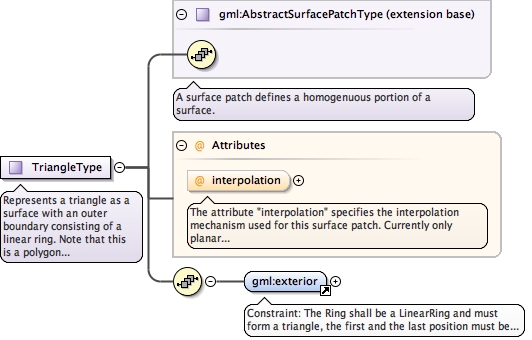 gml:AbstractSurfacePatchType (extension base)
A surface patch defines a homogenuous portion of a
surface.
@ Attributes
@ interpolation
The attribute "interpolation" specifies the interpolation
mechanism used for this surface patch. Currently only
planar...
TriangleType
Represents a triangle as a
surface with an outer
boundary consisting of a
linear ring. Note that this
is a polygon...
gml:exterior
Constraint: The Ring shall be a LinearRing and must
form a triangle, the first and the last position must be...